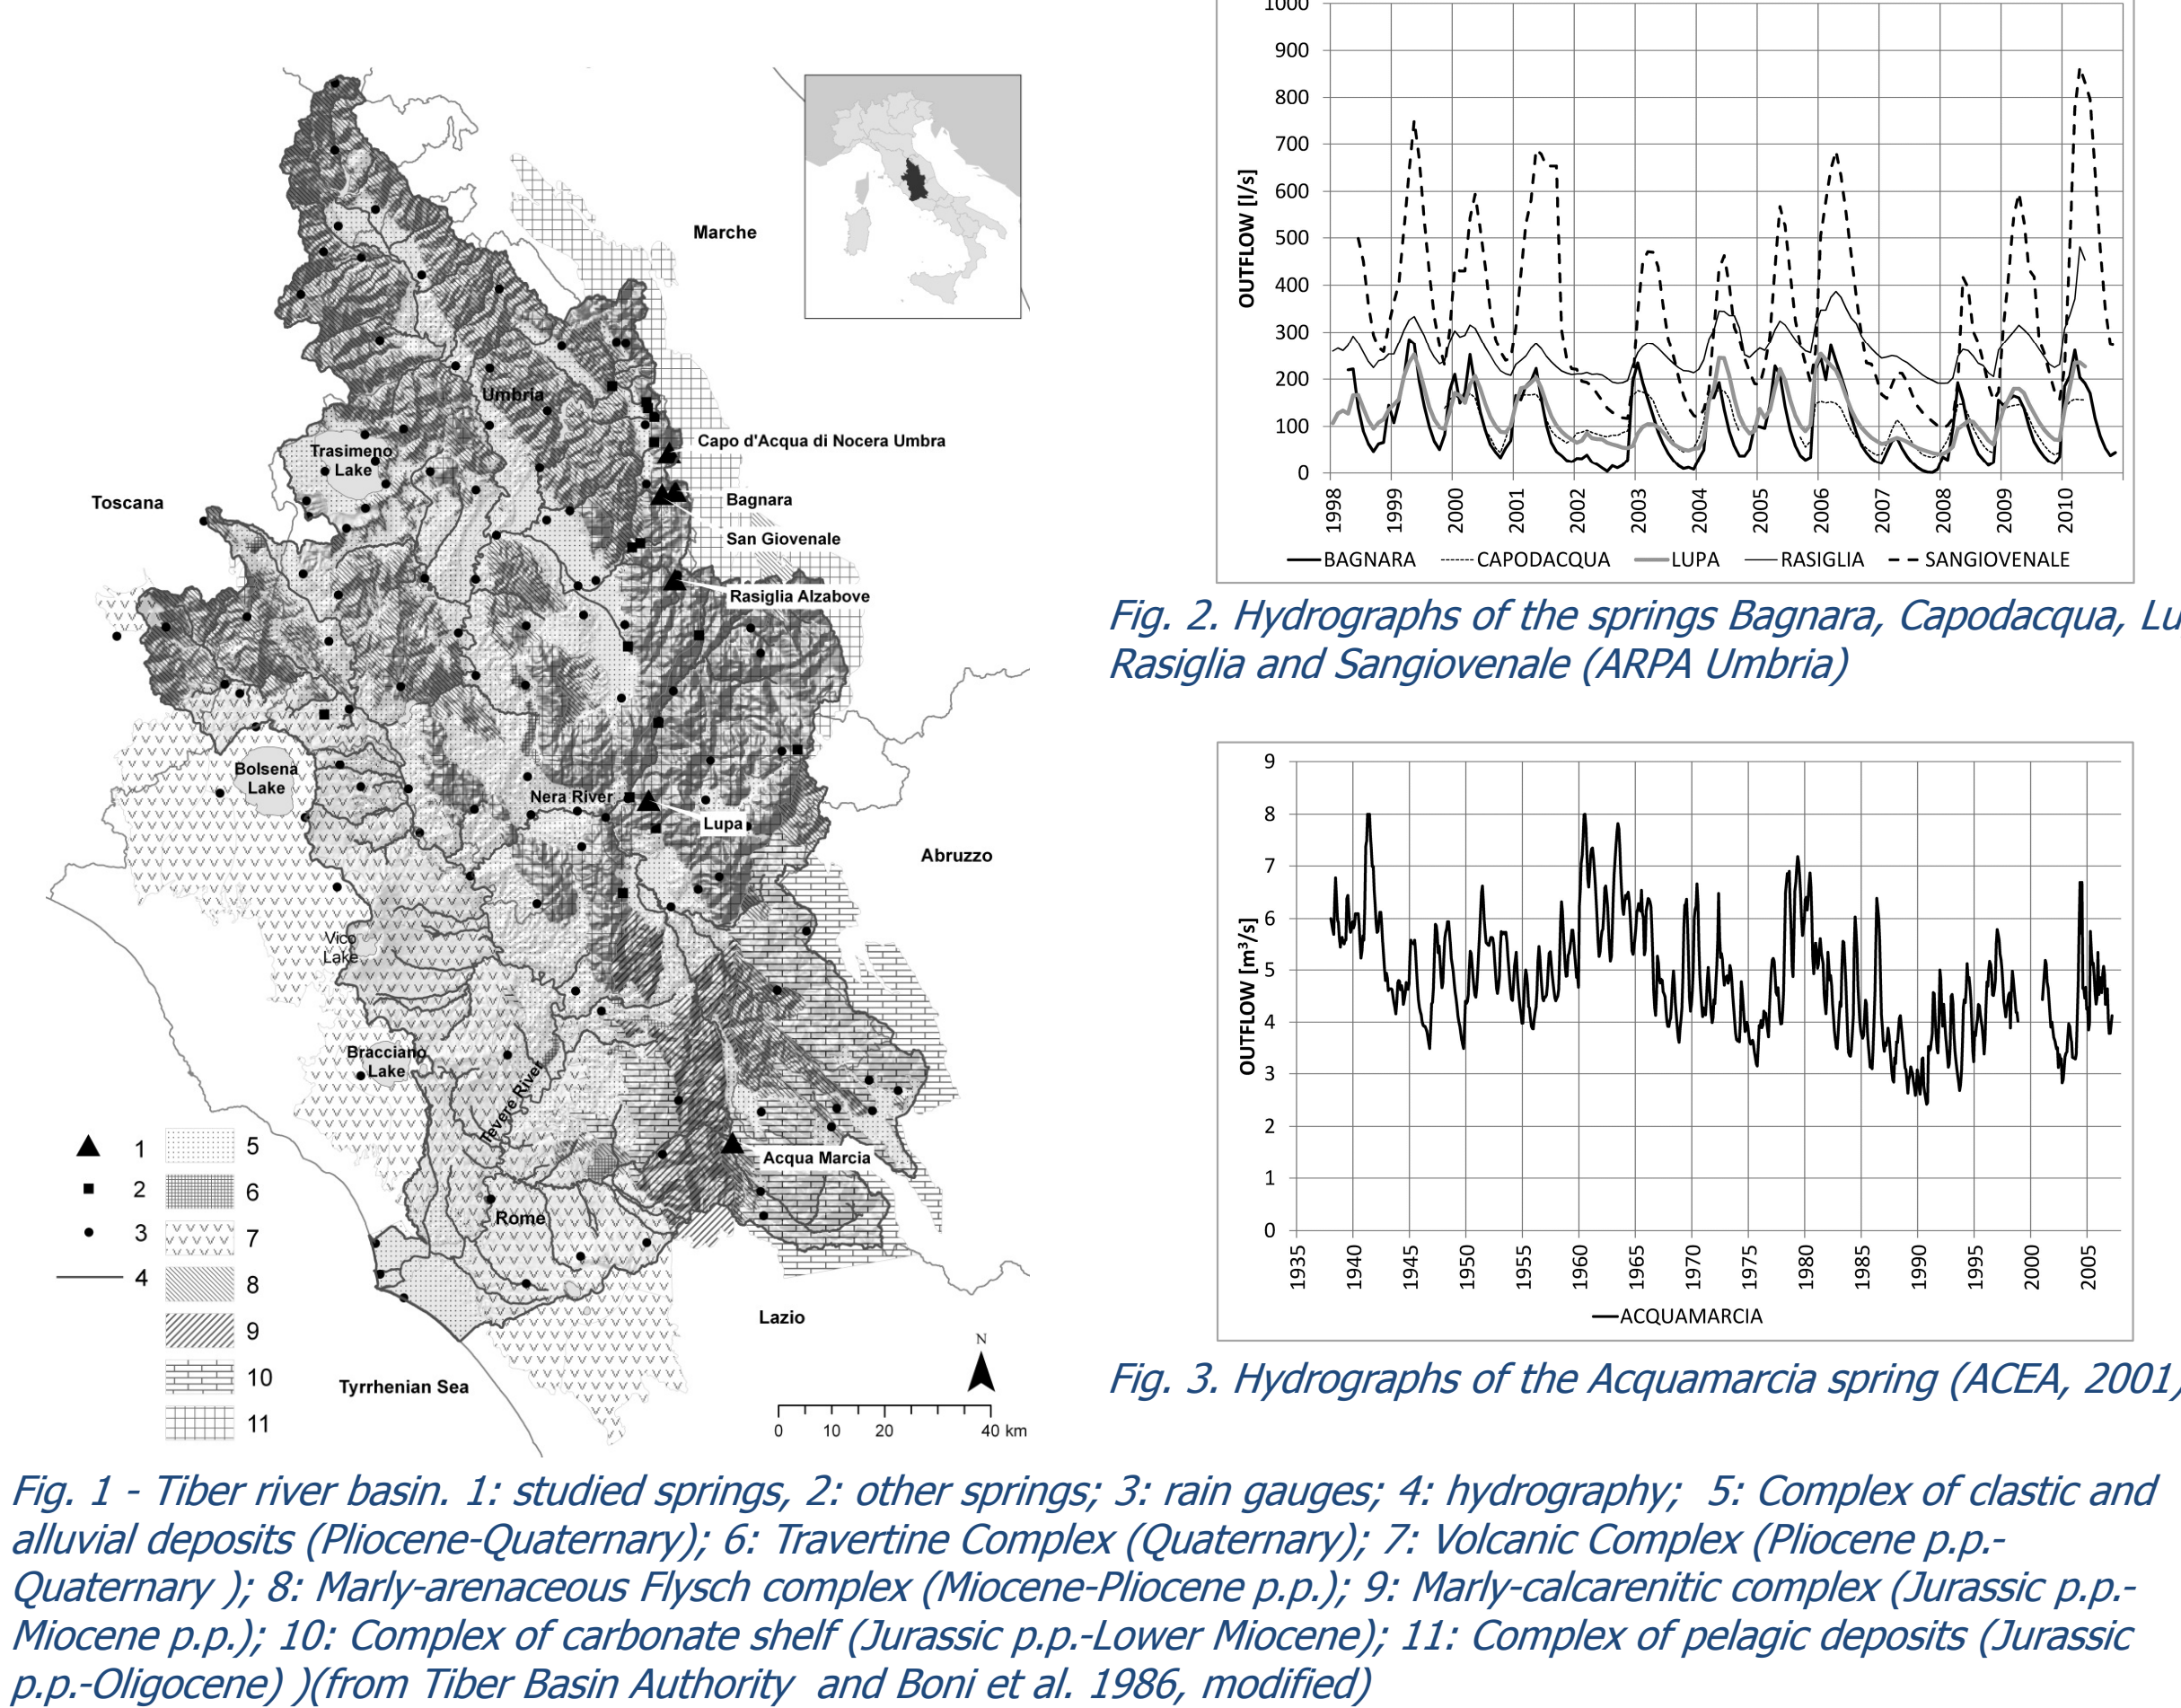 Marche
Umbria
Capo d'Acqua di Nocera Umbra
Trasimeno
Lake
Toscana
Bagnara
San Giovenale
Rasiglia Alzabove
Bolsena
Lake
Nera River
Lupa
Abruzzo
Vico
Lake
Bracciano
Lake
Tevere River
Acqua Marcia
Rome
Lazio
Tyrrhenian Sea
N
0 10 20 40 km
1
2
3
4
5
6
7
8
9
10
11
OUTFLOW [l/s]
1000
900
800
700
600
500
400
300
200
100
0
1998 1999 2000 2001 2002 2003 2004 2005 2006 2007 2008 2009 2010
BAGNARA CAPODACQUA LUPA RASIGLIA SANGIOVENALE
Fig. 2. Hydrographs of the springs Bagnara, Capodacqua, Lu
Rasiglia and Sangiovenale (ARPA Umbria)
OUTFLOW [m³/s]
9
8
7
6
5
4
3
2
1
0
1935 1940 1945 1950 1955 1960 1965 1970 1975 1980 1985 1990 1995 2000 2005
ACQUAMARCIA
Fig. 3. Hydrographs of the Acquamarcia spring (ACEA, 2001)
Fig. 1 - Tiber river basin. 1: studied springs, 2: other springs; 3: rain gauges; 4: hydrography; 5: Complex of clastic and
alluvial deposits (Pliocene-Quaternary); 6: Travertine Complex (Quaternary); 7: Volcanic Complex (Pliocene p.p.-
Quaternary ); 8: Marly-arenaceous Flysch complex (Miocene-Pliocene p.p.); 9: Marly-calcarenitic complex (Jurassic p.p.-
Miocene p.p.); 10: Complex of carbonate shelf (Jurassic p.p.-Lower Miocene); 11: Complex of pelagic deposits (Jurassic
p.p.-Oligocene) )(from Tiber Basin Authority and Boni et al. 1986, modified)